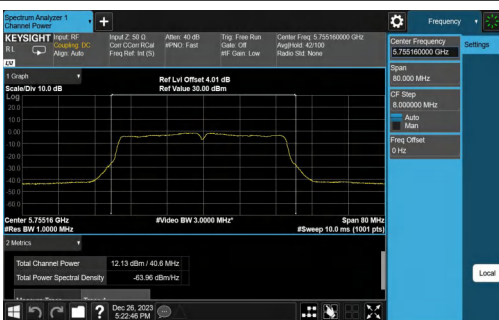 Spectrum Analyzer 1
Channel Power
+
Frequency
KEYSIGHT
Input: RF
Coupling: DC
Align: Auto
Input Z: 50 Ω
Corr CCorr RCal
Freq Ref: Int (S)
Atten: 40 dB
#PNO: Fast
Trig: Free Run
Gate: Off
#IF Gain: Low
Center Freq: 5.755160000 GHz
Avg|Hold: 42/100
Radio Std: None
RL
LXI
Center Frequency
5.755160000 GHz
Settings
Span
80.000 MHz
CF Step
8.000000 MHz
Auto
Man
Freq Offset
0 Hz
1 Graph
Scale/Div 10.0 dB
Ref Lvl Offset 4.01 dB
Ref Value 30.00 dBm
Log
20.0
10.0
0.00
-10.0
-20.0
-30.0
-40.0
-50.0
-60.0
Center 5.75516 GHz
#Res BW 1.0000 MHz
#Video BW 3.0000 MHz*
Span 80 MHz
#Sweep 10.0 ms (1001 pts)
2 Metrics
Total Channel Power
12.13 dBm / 40.6 MHz
Total Power Spectral Density
-63.96 dBm/Hz
Local
?
Dec 26, 2023
5:22:46 PM